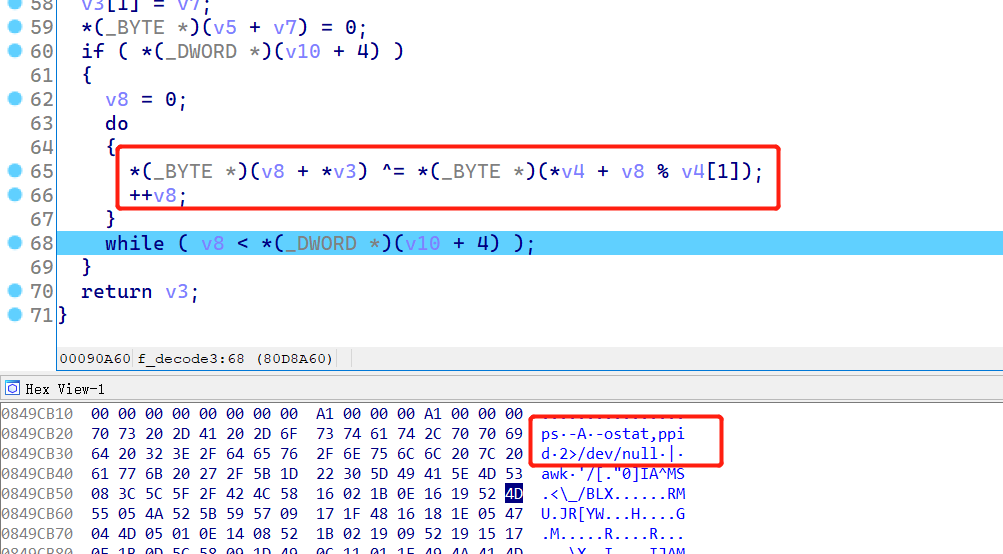 58 v3[1] = v7;
59 *(_BYTE *)(v5 + v7) = 0;
60 if ( *(_DWORD *)(v10 + 4) )
61 {
62 v8 = 0;
63 do
64 {
65 *(_BYTE *)(v8 + *v3) ^= *(_BYTE *)(*v4 + v8 % v4[1]);
66 ++v8;
67 }
68 while ( v8 < *(_DWORD *)(v10 + 4) );
69 }
70 return v3;
71 }
00090A60 f_decode3:68 (80D8A60)
Hex View-1
0849CB10 00 00 00 00 00 00 00 00 A1 00 00 00 A1 00 00 00 ................
0849CB20 70 73 20 2D 41 20 2D 6F 73 74 61 74 2C 70 70 69 ps·-A·-ostat,ppi
0849CB30 64 20 32 3E 2F 64 65 76 2F 6E 75 6C 6C 20 7C 20 d·2>/dev/null·|·
0849CB40 61 77 6B 20 27 2F 5B 1D 22 30 5D 49 41 5E 4D 53 awk·'/[."0]IA^MS
0849CB50 08 3C 5C 5F 2F 42 4C 58 16 02 1B 0E 16 19 52 4D .<\_/BLX......RM
0849CB60 55 05 4A 52 5B 59 57 09 17 1F 48 16 18 1E 05 47 U.JR[YW...H....G
0849CB70 04 4D 05 01 0E 14 08 52 1B 02 19 09 52 19 15 17 .M.....R....R...